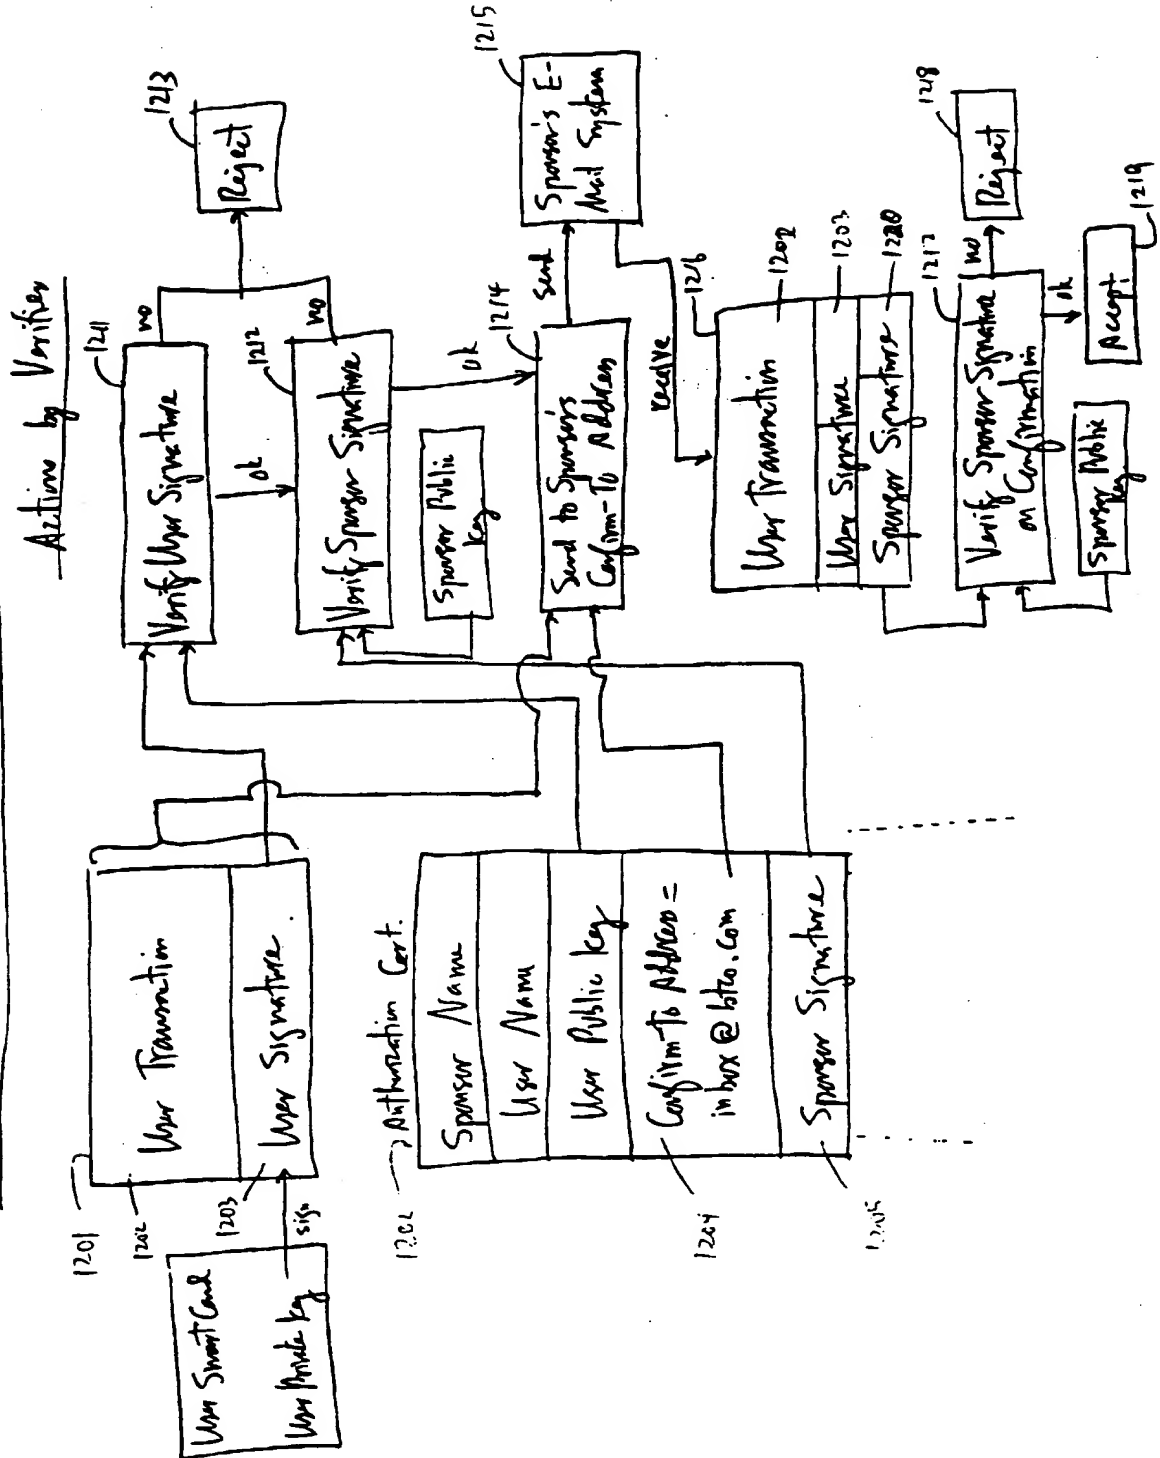 Actions by Verifier
User Smart Card
User Private Key
sign
1201
1202
1203
User Transaction
User Signature
Authorization Cert.
Sponsor Name
User Name
User Public Key
Confirm-To Address =
inbox@btco.com
Sponsor Signature
1204
1211
Verify User Signature
no
ok
1212
Verify Sponsor Signature
no
Sponsor Public
Key
1213
Reject
ok
1214
Send to Sponsor's
Confirm-To Address
send
1215
Sponsor's E-
Mail System
receive
1216
User Transaction
1202
User Signature
1203
Sponsor Signature
1217
Verify Sponsor Signature
on Confirmation
Sponsor Public
Key
no
1218
Reject
ok
Accept
1219